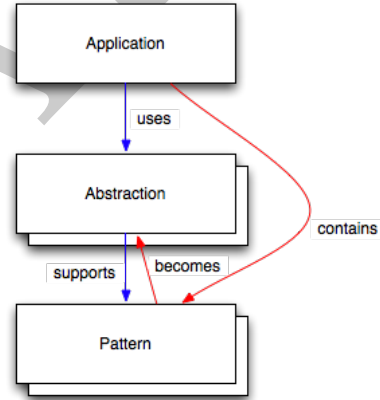 Application
uses
Abstraction
contains
supports
becomes
Pattern